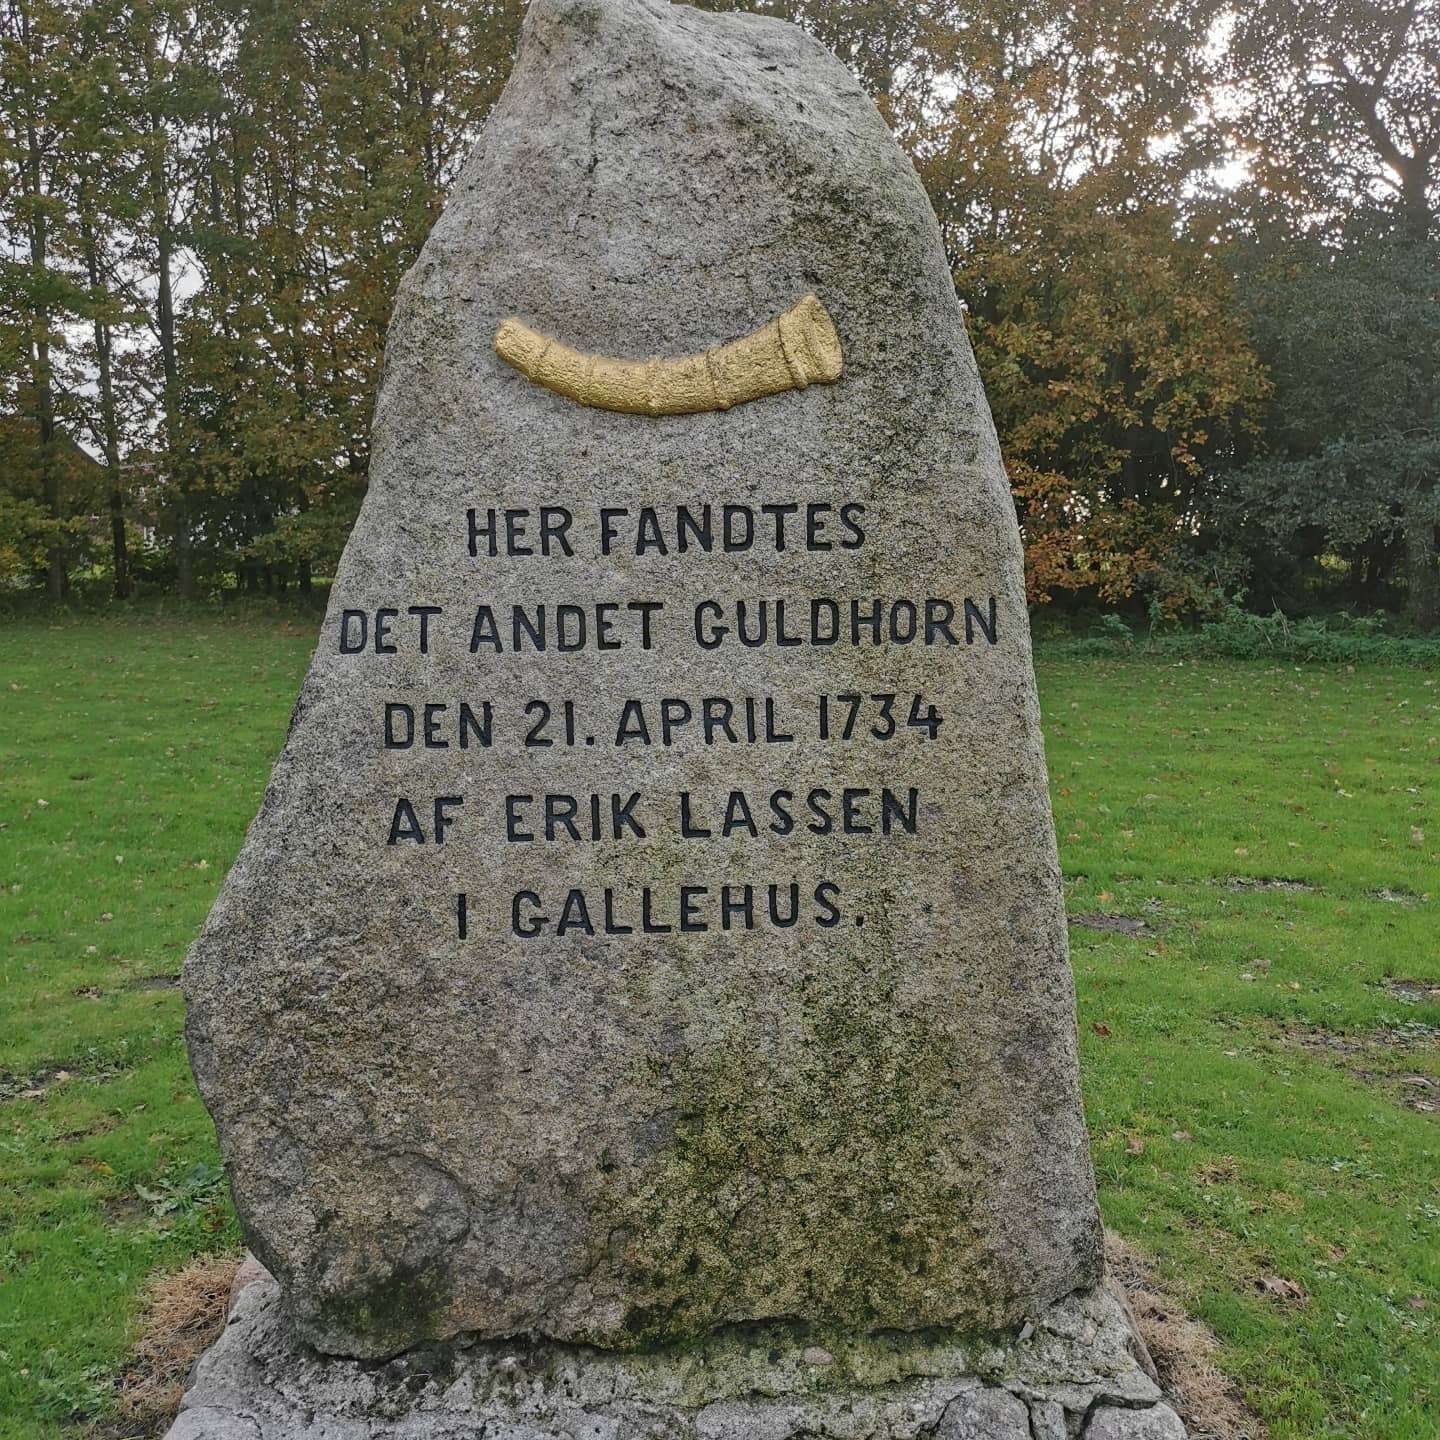 HER FANDTES
DET ANDET GULDHORN
DEN 21. APRIL 1734
AF ERIK LASSEN
I GALLEHUS.